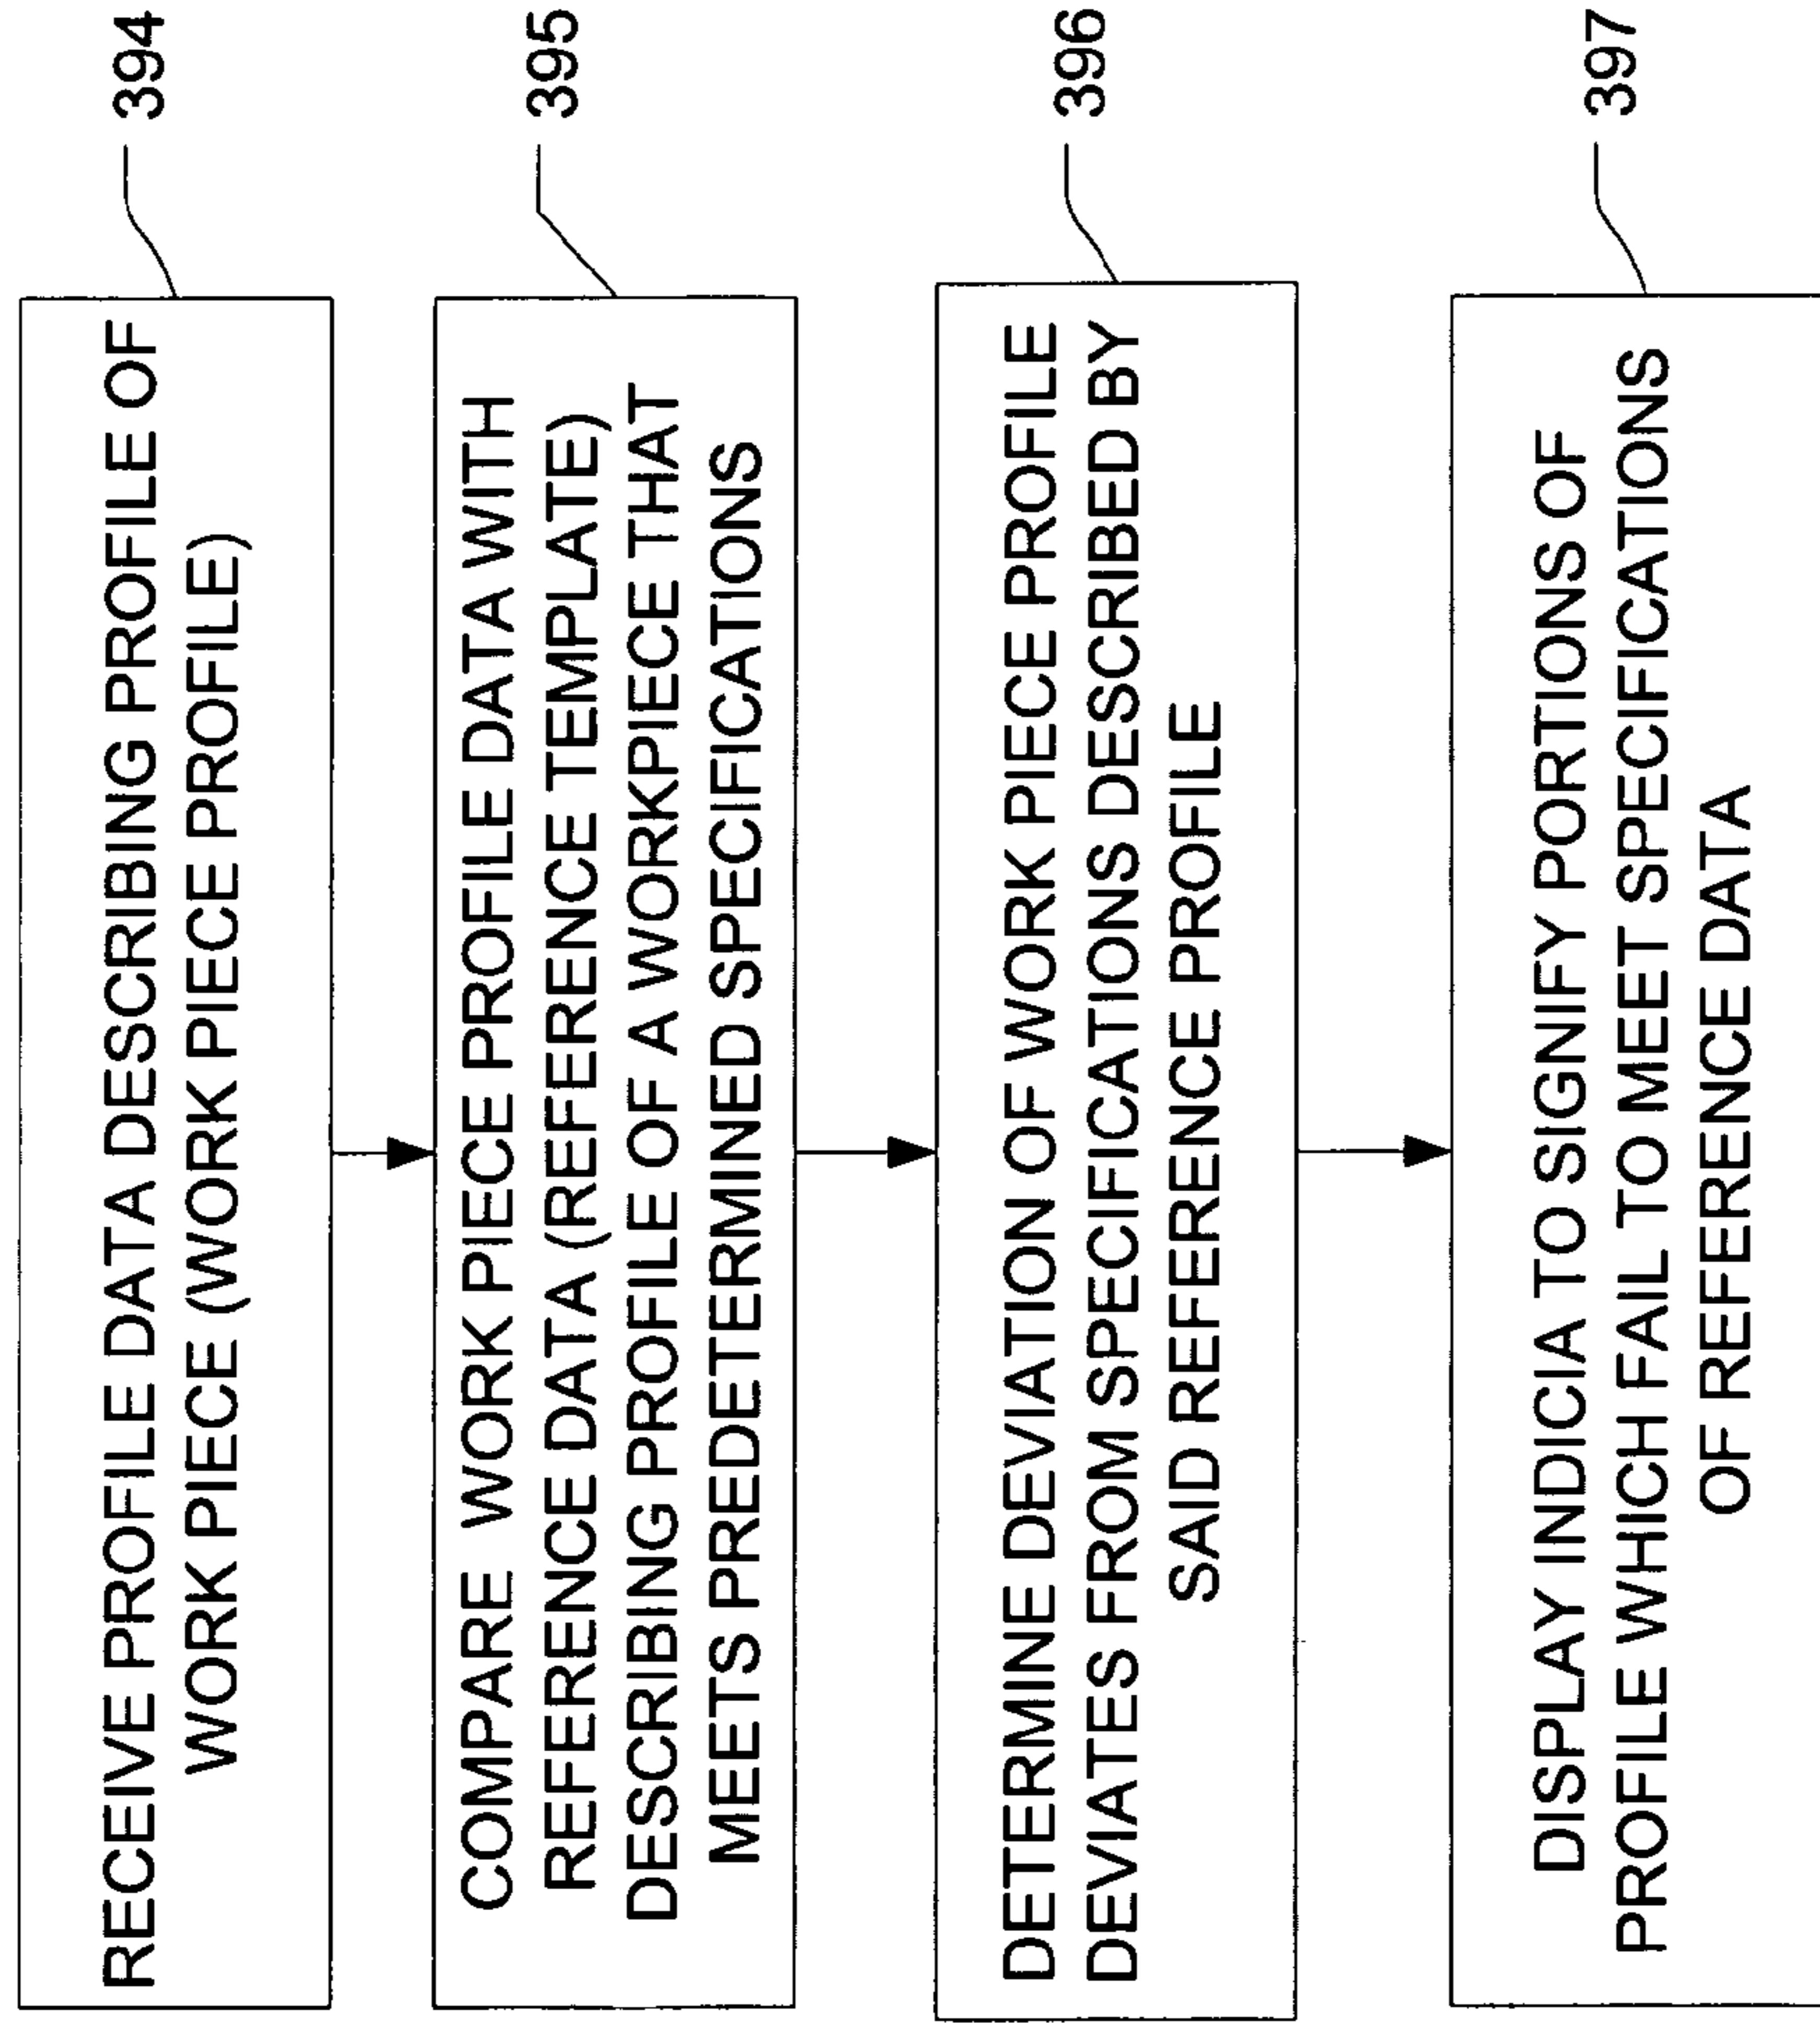 RECEIVE PROFILE DATA DESCRIBING PROFILE OF
WORK PIECE (WORK PIECE PROFILE)
394
COMPARE WORK PIECE PROFILE DATA WITH
REFERENCE DATA (REFERENCE TEMPLATE)
DESCRIBING PROFILE OF A WORKPIECE THAT
MEETS PREDETERMINED SPECIFICATIONS
395
DETERMINE DEVIATION OF WORK PIECE PROFILE
DEVIATES FROM SPECIFICATIONS DESCRIBED BY
SAID REFERENCE PROFILE
396
DISPLAY INDICIA TO SIGNIFY PORTIONS OF
PROFILE WHICH FAIL TO MEET SPECIFICATIONS
OF REFERENCE DATA
397